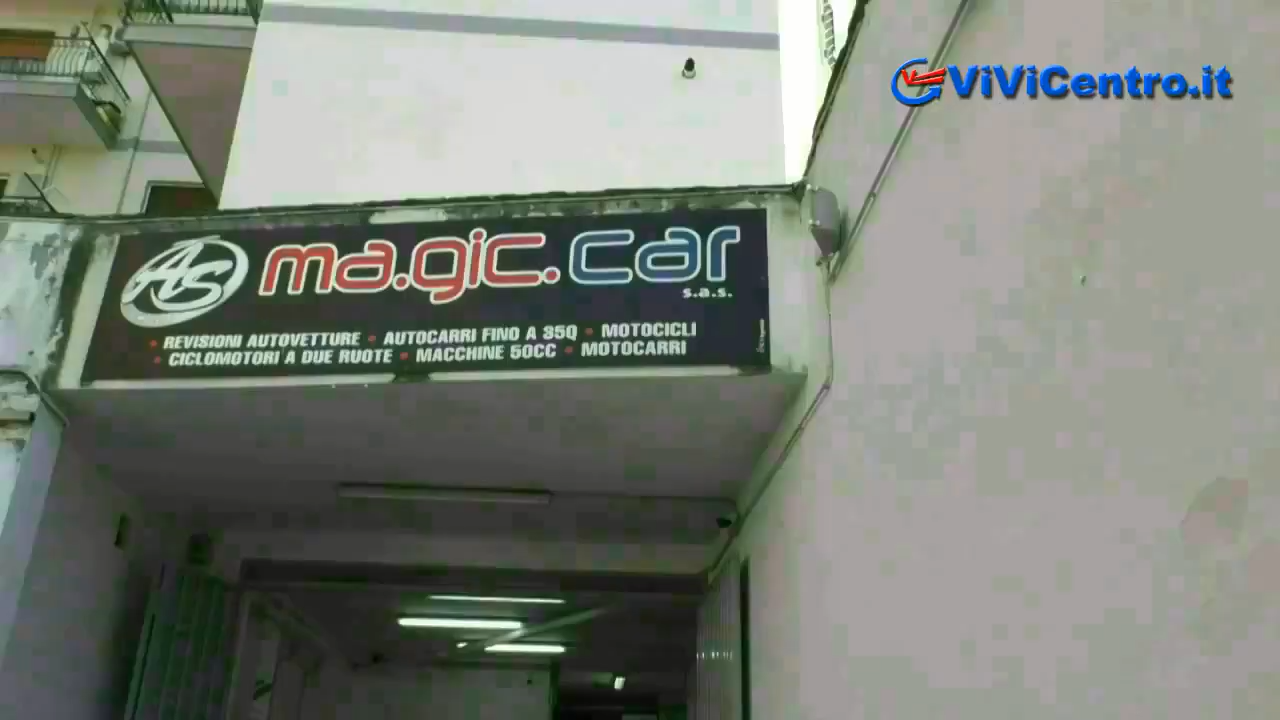 ViViCentro.it
AS
ma.gic.car
s.a.s.
• REVISIONI AUTOVETTURE • AUTOCARRI FINO A 35Q • MOTOCICLI
• CICLOMOTORI A DUE RUOTE • MACCHINE 50CC • MOTOCARRI